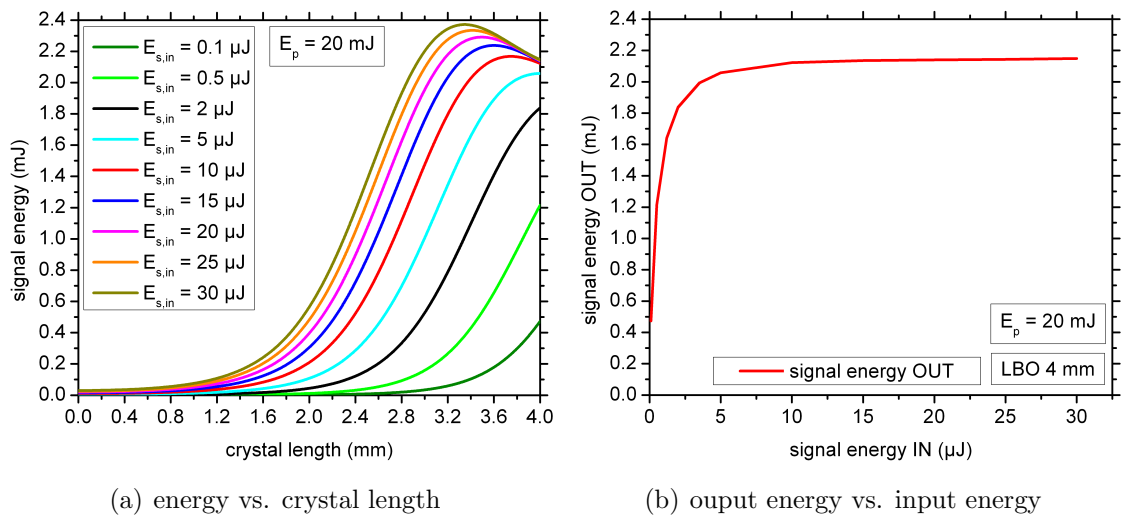 E_s,in = 0.1 µJ
E_s,in = 0.5 µJ
E_s,in = 2 µJ
E_s,in = 5 µJ
E_s,in = 10 µJ
E_s,in = 15 µJ
E_s,in = 20 µJ
E_s,in = 25 µJ
E_s,in = 30 µJ
E_p = 20 mJ
signal energy (mJ)
2.4
2.2
2.0
1.8
1.6
1.4
1.2
1.0
0.8
0.6
0.4
0.2
0.0
0.0 0.4 0.8 1.2 1.6 2.0 2.4 2.8 3.2 3.6 4.0
crystal length (mm)
(a) energy vs. crystal length
signal energy OUT (mJ)
2.4
2.2
2.0
1.8
1.6
1.4
1.2
1.0
0.8
0.6
0.4
0.2
0.0
E_p = 20 mJ
signal energy OUT
LBO 4 mm
0 5 10 15 20 25 30
signal energy IN (µJ)
(b) ouput energy vs. input energy